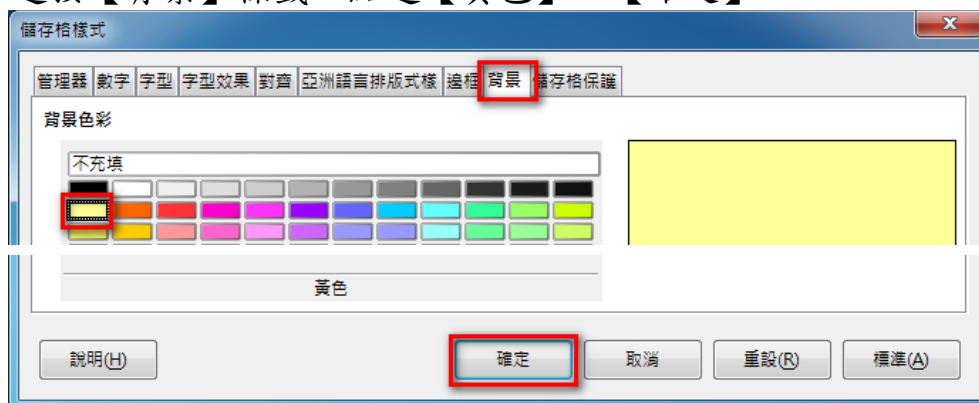 儲存格樣式
管理器 數字 字型 字型效果 對齊 亞洲語言排版式樣 邊框 背景 儲存格保護
背景色彩
不充填
黃色
說明(H) 確定 取消 重設(R) 標準(A)